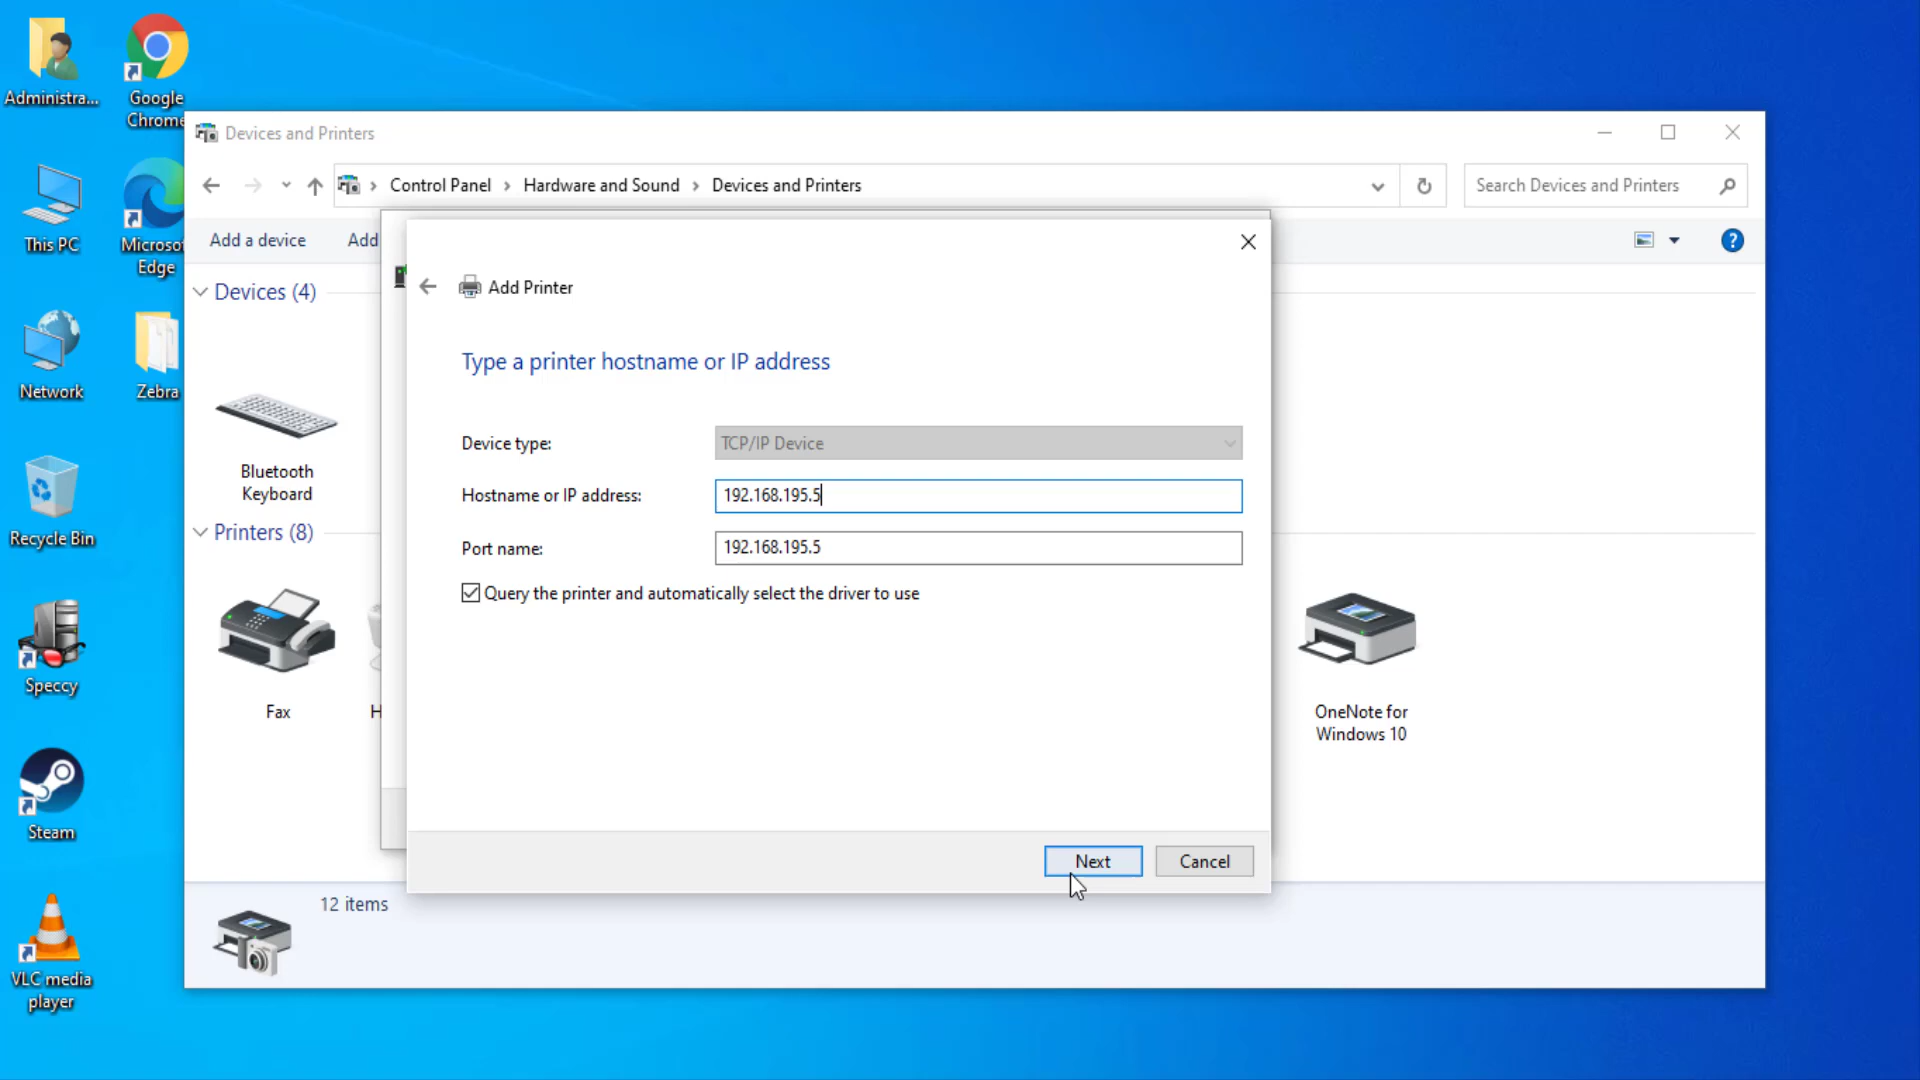 Administra...
Google
Chrome
This PC
Microsof
Edge
Network
Zebra
Recycle Bin
Speccy
Steam
VLC media
player
Devices and Printers
Control Panel > Hardware and Sound > Devices and Printers
Search Devices and Printers
Add a device
Add
?
Devices (4)
Bluetooth
Keyboard
Printers (8)
Fax
H
OneNote for
Windows 10
12 items
Add Printer
Type a printer hostname or IP address
Device type:
TCP/IP Device
Hostname or IP address:
192.168.195.5
Port name:
192.168.195.5
Query the printer and automatically select the driver to use
Next
Cancel